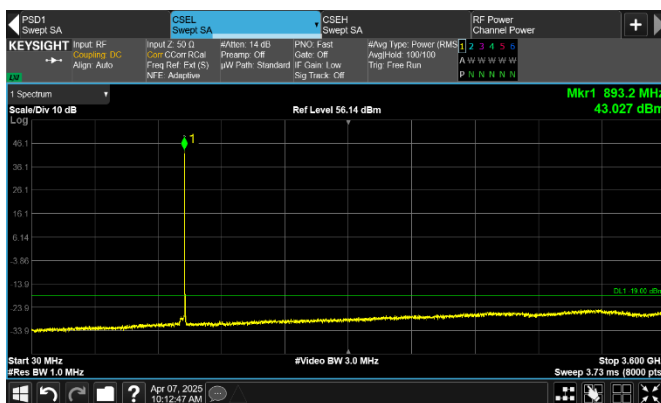 PSD1
Swept SA
CSEL
Swept SA
CSEH
Swept SA
RF Power
Channel Power
KEYSIGHT
Input: RF
Coupling: DC
Align: Auto
Input Z: 50 Ω
Corr CCorr RCal
Freq Ref: Ext (S)
NFE: Adaptive
#Atten: 14 dB
Preamp: Off
µW Path: Standard
PNO: Fast
Gate: Off
IF Gain: Low
Sig Track: Off
#Avg Type: Power (RMS
Avg|Hold: 100/100
Trig: Free Run
1 2 3 4 5 6
A W W W W W
P N N N N N
1 Spectrum
Mkr1 893.2 MHz
Scale/Div 10 dB
Ref Level 56.14 dBm
43.027 dBm
Log
1
46.1
36.1
26.1
16.1
6.14
-3.86
-13.9
DL1 -19.00 dBm
-23.9
-33.9
Start 30 MHz
#Video BW 3.0 MHz
Stop 3.600 GH
#Res BW 1.0 MHz
Sweep 3.73 ms (8000 pts
?
Apr 07, 2025
10:12:47 AM